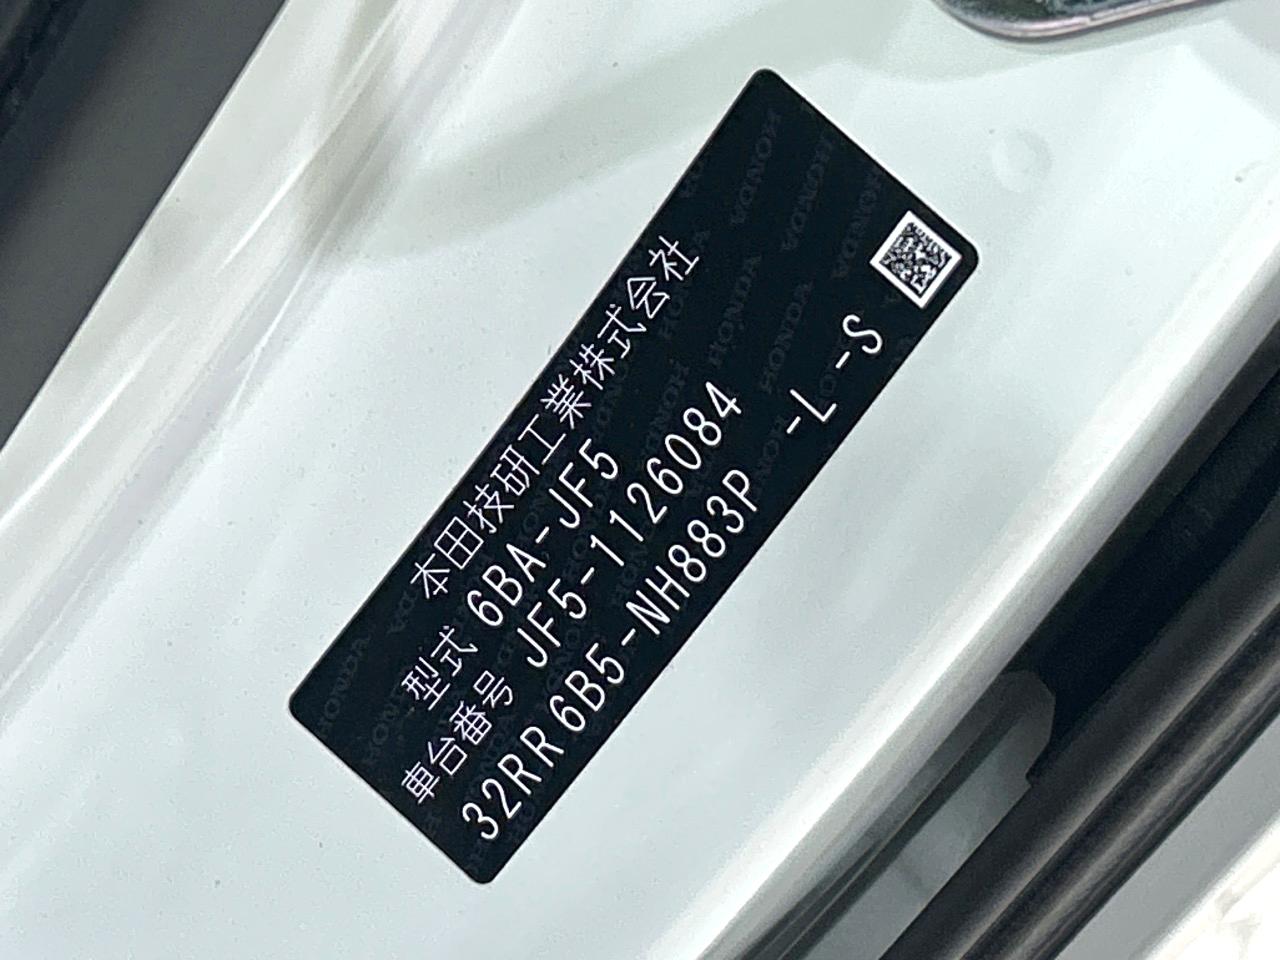 本田技研工業株式会社
型式 6BA-JF5
車台番号 JF5-1126084
32RR 6B5-NH883P -L -S